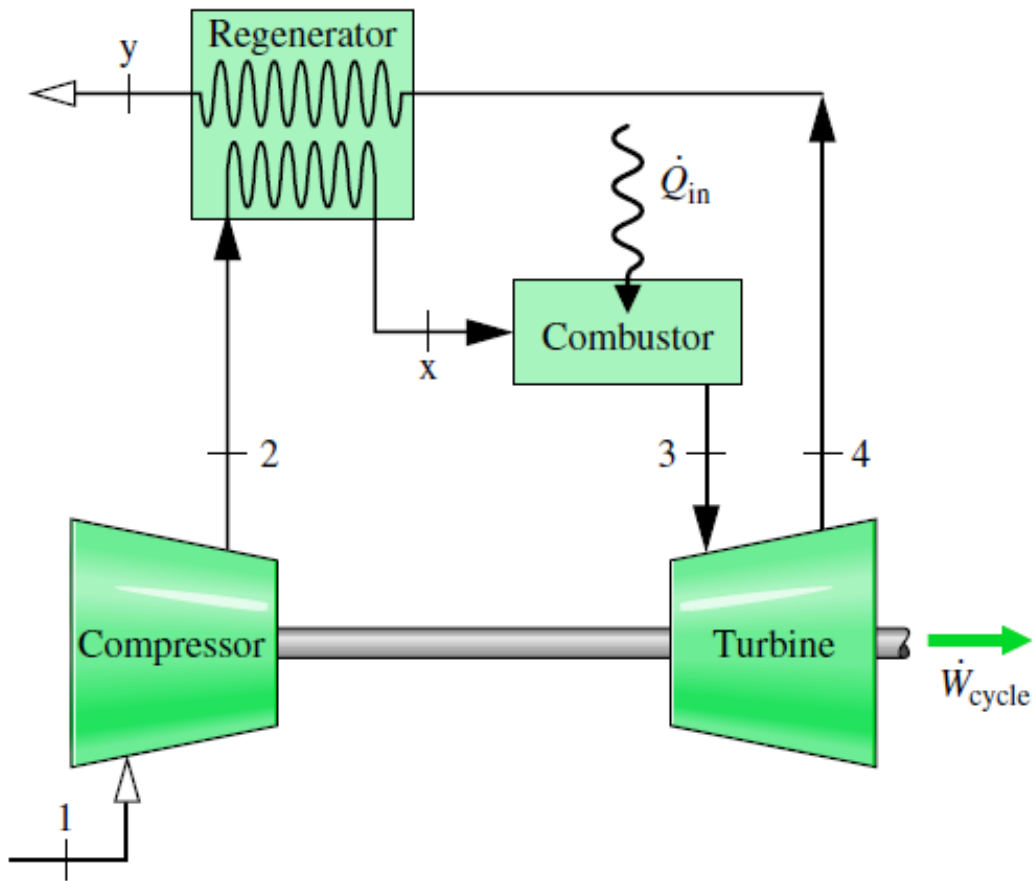 Regenerator
y
Q̇in
Combustor
x
2
3
4
Compressor
Turbine
Ẇcycle
1